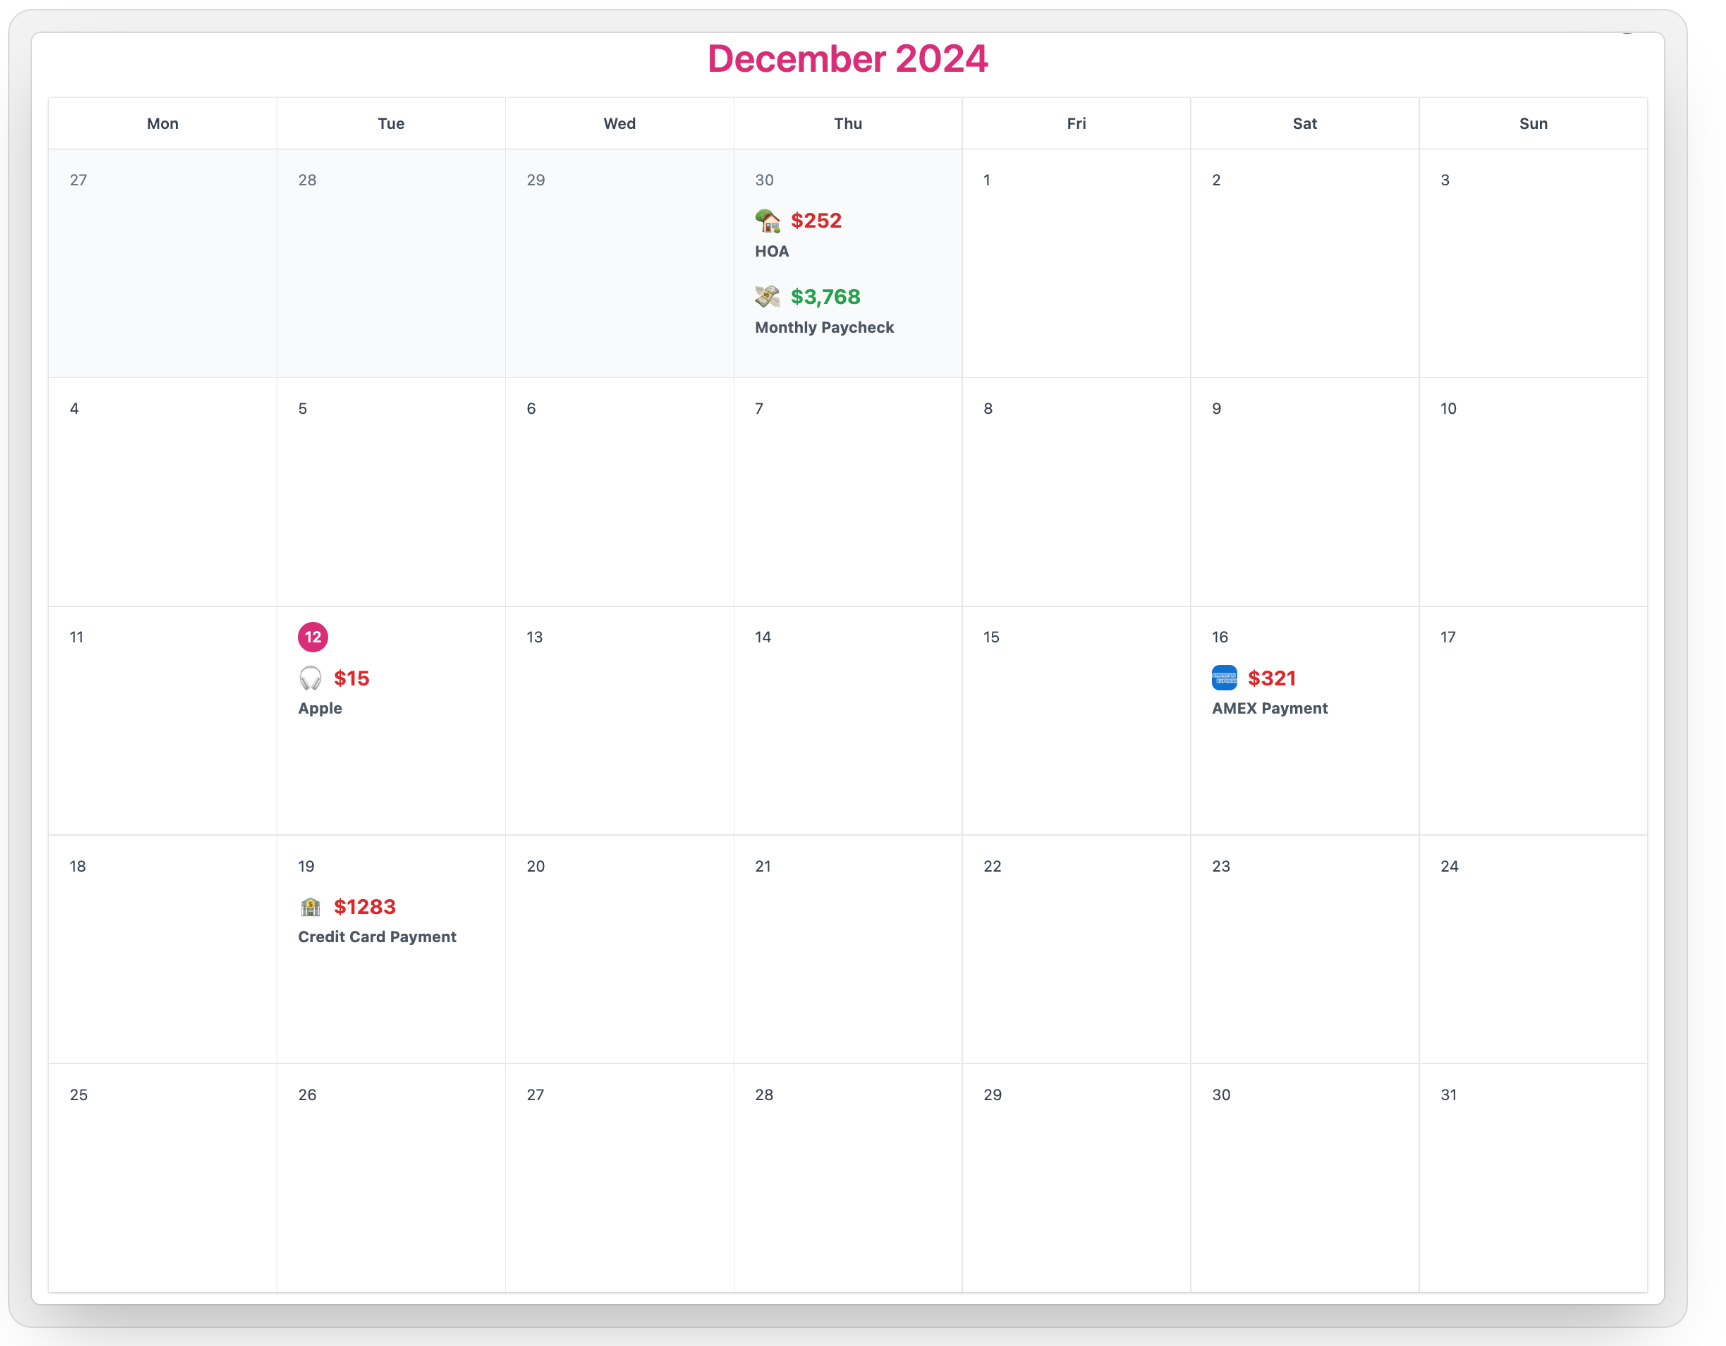 December 2024
Mon Tue Wed Thu Fri Sat Sun
27 28 29 30 1 2 3
$252
HOA
$3,768
Monthly Paycheck
4 5 6 7 8 9 10
11 12 13 14 15 16 17
$15 $321
Apple AMEX Payment
18 19 20 21 22 23 24
$1283
Credit Card Payment
25 26 27 28 29 30 31